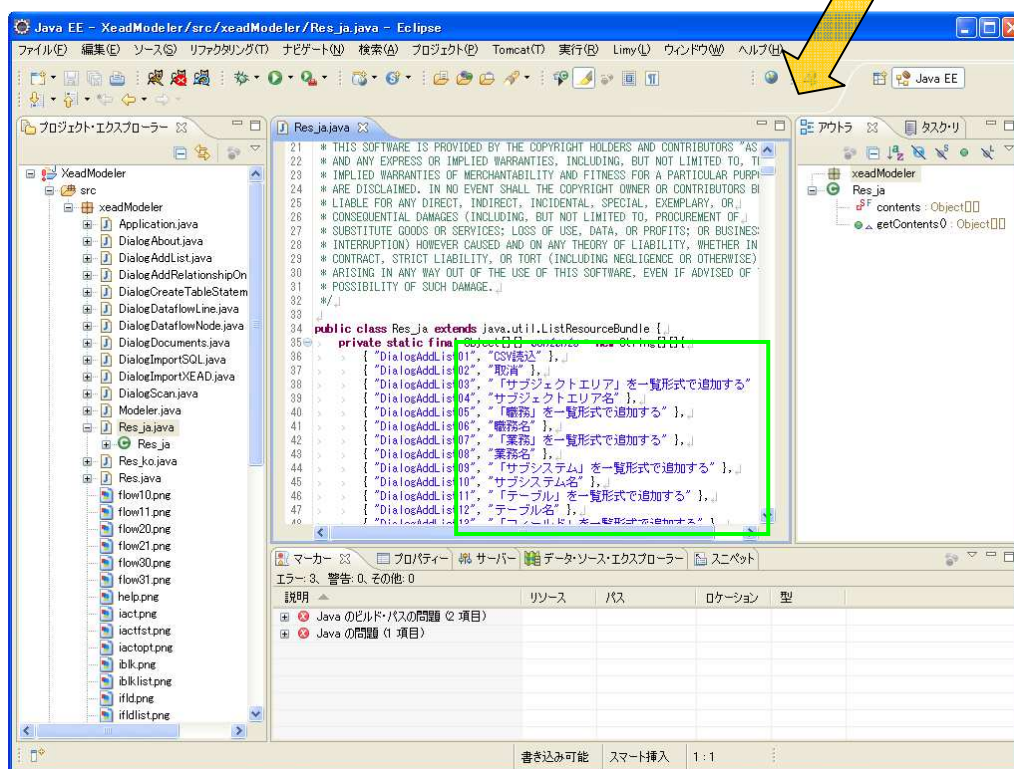 Java EE - XeadModeler/src/xeadModeler/Res_ja.java - Eclipse
ファイル(F) 編集(E) ソース(S) リファクタリング(T) ナビゲート(N) 検索(A) プロジェクト(P) Tomcat(T) 実行(R) Limy(L) ウィンドウ(W) ヘルプ(H)
Java EE
プロジェクト・エクスプローラー
XeadModeler
src
xeadModeler
Application.java
DialogAbout.java
DialogAddList.java
DialogAddRelationshipOn
DialogCreateTableStatem
DialogDataflowLine.java
DialogDataflowNode.java
DialogDocuments.java
DialogImportSQL.java
DialogImportXEAD.java
DialogScan.java
Modeler.java
Res_ja.java
Res_ja
Res_ko.java
Res.java
flow10.png
flow11.png
flow20.png
flow21.png
flow30.png
flow31.png
help.png
iact.png
iactfst.png
iactopt.png
iblk.png
iblklist.png
ifld.png
ifldlist.png
Res_ja.java
21 * THIS SOFTWARE IS PROVIDED BY THE COPYRIGHT HOLDERS AND CONTRIBUTORS "AS
22 * AND ANY EXPRESS OR IMPLIED WARRANTIES, INCLUDING, BUT NOT LIMITED TO, T
23 * IMPLIED WARRANTIES OF MERCHANTABILITY AND FITNESS FOR A PARTICULAR PURP
24 * ARE DISCLAIMED. IN NO EVENT SHALL THE COPYRIGHT OWNER OR CONTRIBUTORS B
25 * LIABLE FOR ANY DIRECT, INDIRECT, INCIDENTAL, SPECIAL, EXEMPLARY, OR
26 * CONSEQUENTIAL DAMAGES (INCLUDING, BUT NOT LIMITED TO, PROCUREMENT OF
27 * SUBSTITUTE GOODS OR SERVICES; LOSS OF USE, DATA, OR PROFITS; OR BUSINES
28 * INTERRUPTION) HOWEVER CAUSED AND ON ANY THEORY OF LIABILITY, WHETHER IN
29 * CONTRACT, STRICT LIABILITY, OR TORT (INCLUDING NEGLIGENCE OR OTHERWISE)
30 * ARISING IN ANY WAY OUT OF THE USE OF THIS SOFTWARE, EVEN IF ADVISED OF
31 * POSSIBILITY OF SUCH DAMAGE.
32 */
33
34 public class Res_ja extends java.util.ListResourceBundle {
35 private static final Object[][] contents = new String[][]{
36 { "DialogAddList01", "CSV読込" },
37 { "DialogAddList02", "取消" },
38 { "DialogAddList03", "「サブジェクトエリア」を一覧形式で追加する"
39 { "DialogAddList04", "サブジェクトエリア名" },
40 { "DialogAddList05", "「職務」を一覧形式で追加する" },
41 { "DialogAddList06", "職務名" },
42 { "DialogAddList07", "「業務」を一覧形式で追加する" },
43 { "DialogAddList08", "業務名" },
44 { "DialogAddList09", "「サブシステム」を一覧形式で追加する" },
45 { "DialogAddList10", "サブシステム名" },
46 { "DialogAddList11", "「テーブル」を一覧形式で追加する" },
47 { "DialogAddList12", "テーブル名" },
48 { "DialogAddList13", "「フィールド」を一覧形式で追加する" }
アウトラ タスク・リ
xeadModeler
Res_ja
contents : Object[][]
getContents() : Object[][]
マーカー プロパティー サーバー データ・ソース・エクスプローラー スニペット
エラー: 3、警告: 0、その他: 0
説明 リソース パス ロケーション 型
Java のビルド・パスの問題 (2 項目)
Java の問題 (1 項目)
書き込み可能 スマート挿入 1 : 1